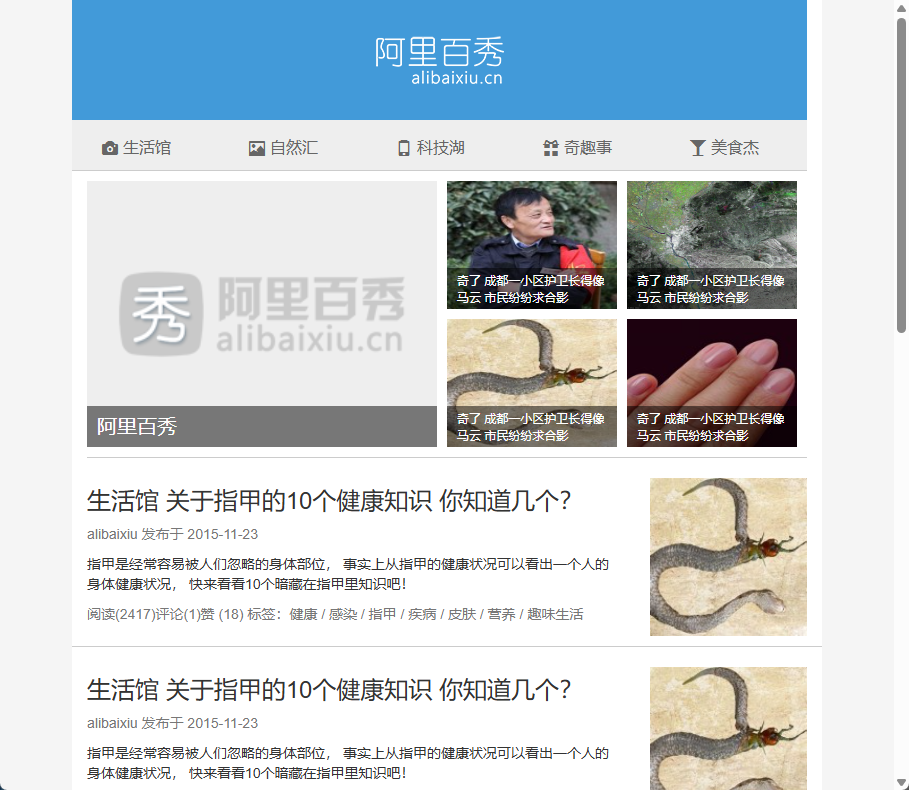 阿里百秀
alibaixiu.cn
生活馆
自然汇
科技湖
奇趣事
美食杰
秀 阿里百秀
alibaixiu.cn
阿里百秀
奇了 成都一小区护卫长得像
马云 市民纷纷求合影
奇了 成都一小区护卫长得像
马云 市民纷纷求合影
奇了 成都一小区护卫长得像
马云 市民纷纷求合影
奇了 成都一小区护卫长得像
马云 市民纷纷求合影
生活馆 关于指甲的10个健康知识 你知道几个?
alibaixiu 发布于 2015-11-23
指甲是经常容易被人们忽略的身体部位, 事实上从指甲的健康状况可以看出一个人的
身体健康状况, 快来看看10个暗藏在指甲里知识吧!
阅读(2417)评论(1)赞 (18) 标签：健康 / 感染 / 指甲 / 疾病 / 皮肤 / 营养 / 趣味生活
生活馆 关于指甲的10个健康知识 你知道几个?
alibaixiu 发布于 2015-11-23
指甲是经常容易被人们忽略的身体部位, 事实上从指甲的健康状况可以看出一个人的
身体健康状况, 快来看看10个暗藏在指甲里知识吧!